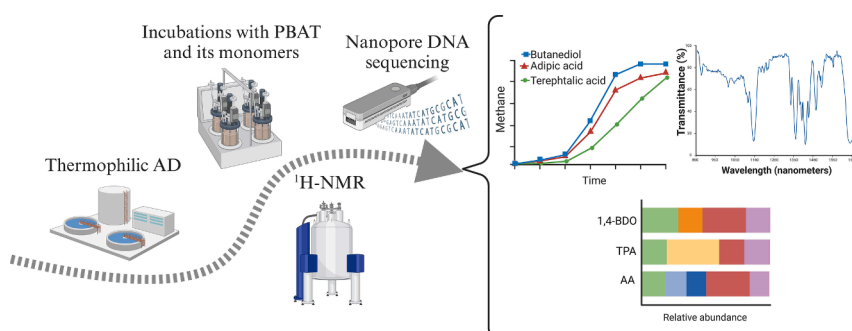 Incubations with PBAT
and its monomers
Nanopore DNA
sequencing
Thermophilic AD
¹H-NMR
Butanediol
Adipic acid
Terephtalic acid
Methane
Time
Transmittance (%)
Wavelength (nanometers)
1,4-BDO
TPA
AA
Relative abundance